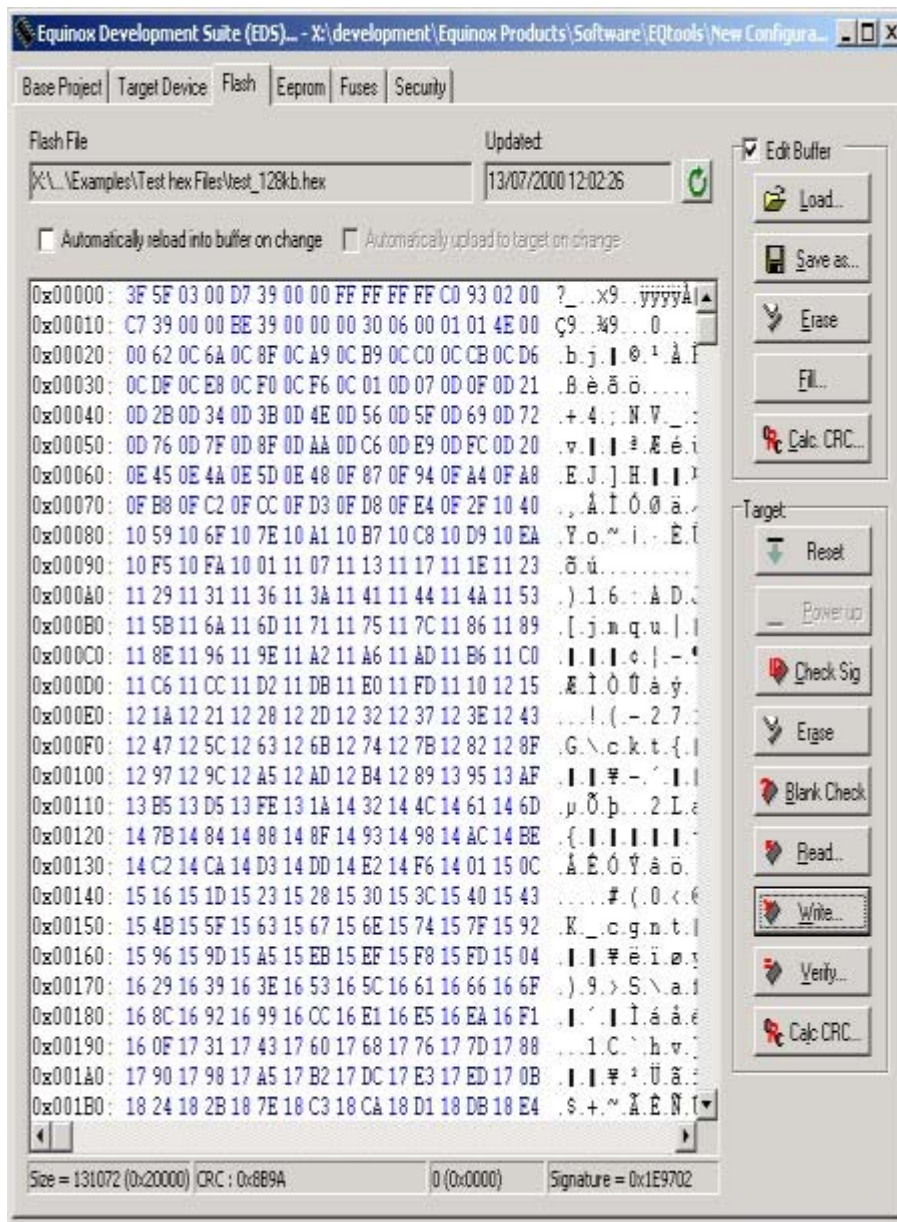 Equinox Development Suite (EDS)... - X:\development\Equinox Products\Software\EQtools\New Configura...
Base Project Target Device Flash Eeprom Fuses Security
Flash File Updated:
X:\...\Examples\Test hex Files\test_128kb.hex 13/07/2000 12:02:26
Automatically reload into buffer on change Automatically upload to target on change
0x00000: 3F 5F 03 00 D7 39 00 00 FF FF FF FF C0 93 02 00
0x00010: C7 39 00 00 BE 39 00 00 00 30 06 00 01 01 4E 00
0x00020: 00 62 0C 6A 0C 8F 0C A9 0C B9 0C C0 0C CB 0C D6
0x00030: 0C DF 0C E8 0C F0 0C F6 0C 01 0D 07 0D 0F 0D 21
0x00040: 0D 2B 0D 34 0D 3B 0D 4E 0D 56 0D 5F 0D 69 0D 72
0x00050: 0D 76 0D 7F 0D 8F 0D AA 0D C6 0D E9 0D FC 0D 20
0x00060: 0E 45 0E 4A 0E 5D 0E 48 0F 87 0F 94 0F A4 0F A8
0x00070: 0F B8 0F C2 0F CC 0F D3 0F D8 0F E4 0F 2F 10 40
0x00080: 10 59 10 6F 10 7E 10 A1 10 B7 10 C8 10 D9 10 EA
0x00090: 10 F5 10 FA 10 01 11 07 11 13 11 17 11 1E 11 23
0x000A0: 11 29 11 31 11 36 11 3A 11 41 11 44 11 4A 11 53
0x000B0: 11 5B 11 6A 11 6D 11 71 11 75 11 7C 11 86 11 89
0x000C0: 11 8E 11 96 11 9E 11 A2 11 A6 11 AD 11 B6 11 C0
0x000D0: 11 C6 11 CC 11 D2 11 DB 11 E0 11 FD 11 10 12 15
0x000E0: 12 1A 12 21 12 28 12 2D 12 32 12 37 12 3E 12 43
0x000F0: 12 47 12 5C 12 63 12 6B 12 74 12 7B 12 82 12 8F
0x00100: 12 97 12 9C 12 A5 12 AD 12 B4 12 89 13 95 13 AF
0x00110: 13 B5 13 D5 13 FE 13 1A 14 32 14 4C 14 61 14 6D
0x00120: 14 7B 14 84 14 88 14 8F 14 93 14 98 14 AC 14 BE
0x00130: 14 C2 14 CA 14 D3 14 DD 14 E2 14 F6 14 01 15 0C
0x00140: 15 16 15 1D 15 23 15 28 15 30 15 3C 15 40 15 43
0x00150: 15 4B 15 5F 15 63 15 67 15 6E 15 74 15 7F 15 92
0x00160: 15 96 15 9D 15 A5 15 EB 15 EF 15 F8 15 FD 15 04
0x00170: 16 29 16 39 16 3E 16 53 16 5C 16 61 16 66 16 6F
0x00180: 16 8C 16 92 16 99 16 CC 16 E1 16 E5 16 EA 16 F1
0x00190: 16 0F 17 31 17 43 17 60 17 68 17 76 17 7D 17 88
0x001A0: 17 90 17 98 17 A5 17 B2 17 DC 17 E3 17 ED 17 0B
0x001B0: 18 24 18 2B 18 7E 18 C3 18 CA 18 D1 18 DB 18 E4
Size = 131072 (0x20000) CRC : 0x8B9A 0 (0x0000) Signature = 0x1E9702
Edit Buffer
Load...
Save as...
Erase
Fill...
Calc. CRC...
Target:
Reset
Power up
Check Sig
Erase
Blank Check
Read...
Write...
Verify...
Calc CRC...